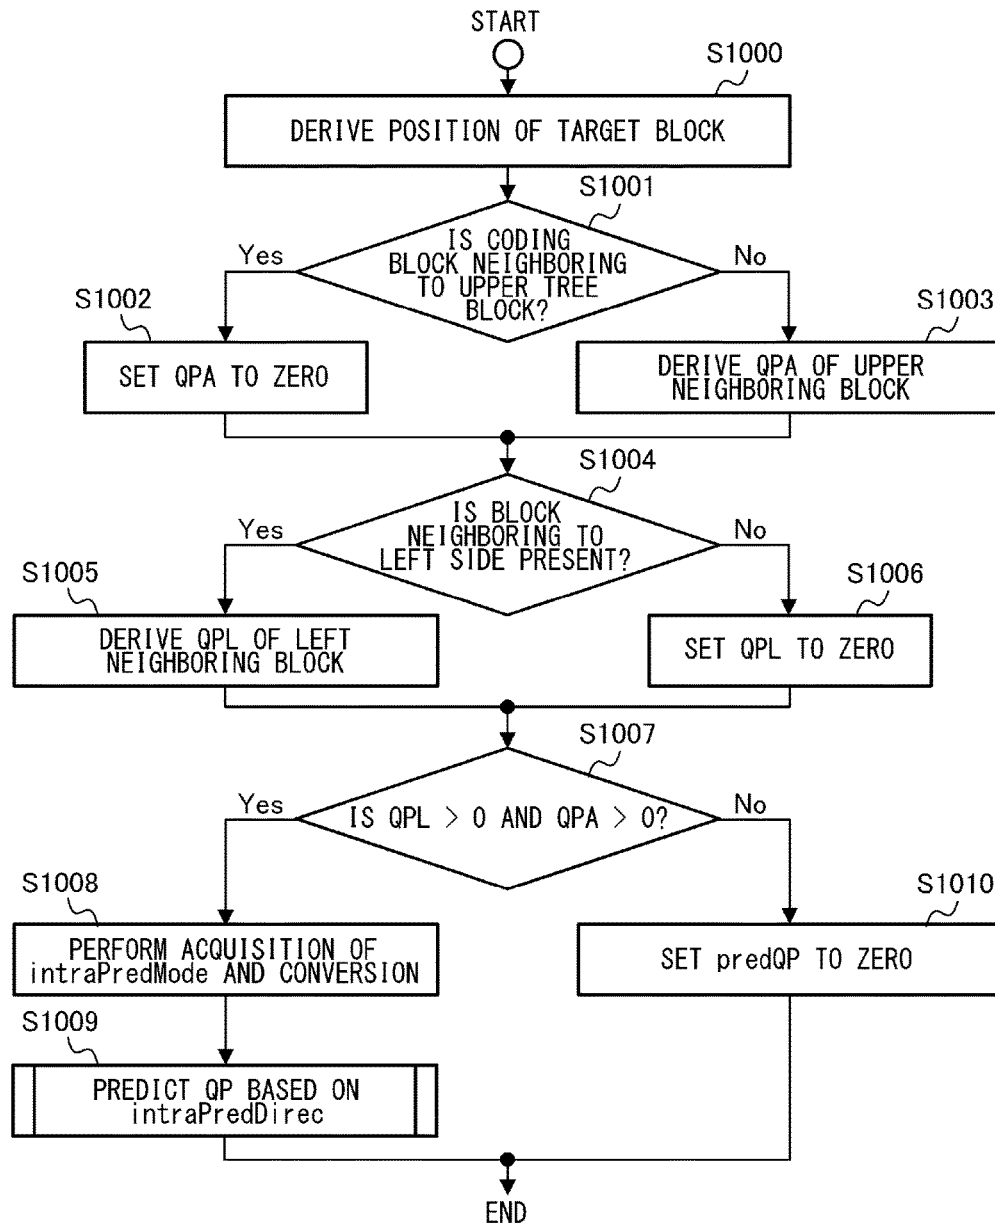 START
S1000
DERIVE POSITION OF TARGET BLOCK
S1001
IS CODING
BLOCK NEIGHBORING
TO UPPER TREE
BLOCK?
Yes
No
S1002
SET QPA TO ZERO
S1003
DERIVE QPA OF UPPER
NEIGHBORING BLOCK
S1004
IS BLOCK
NEIGHBORING TO
LEFT SIDE PRESENT?
Yes
No
S1005
DERIVE QPL OF LEFT
NEIGHBORING BLOCK
S1006
SET QPL TO ZERO
S1007
IS QPL > 0 AND QPA > 0?
Yes
No
S1008
PERFORM ACQUISITION OF
intraPredMode AND CONVERSION
S1010
SET predQP TO ZERO
S1009
PREDICT QP BASED ON
intraPredDirec
END